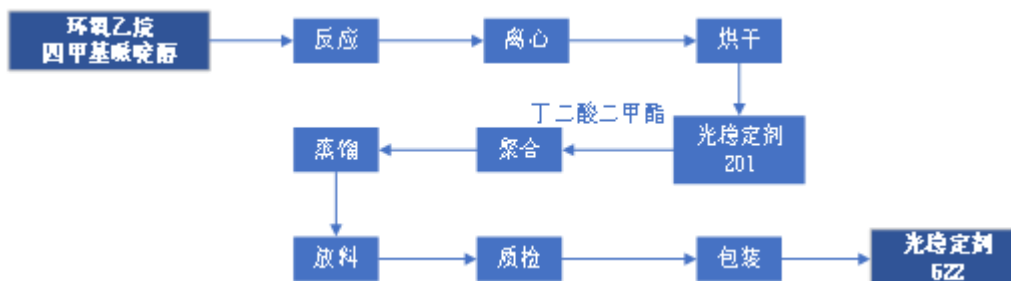 环氧乙烷
四甲基哌啶醇
反应
离心
烘干
丁二酸二甲酯
光稳定剂
201
聚合
蒸馏
放料
质检
包装
光稳定剂
622